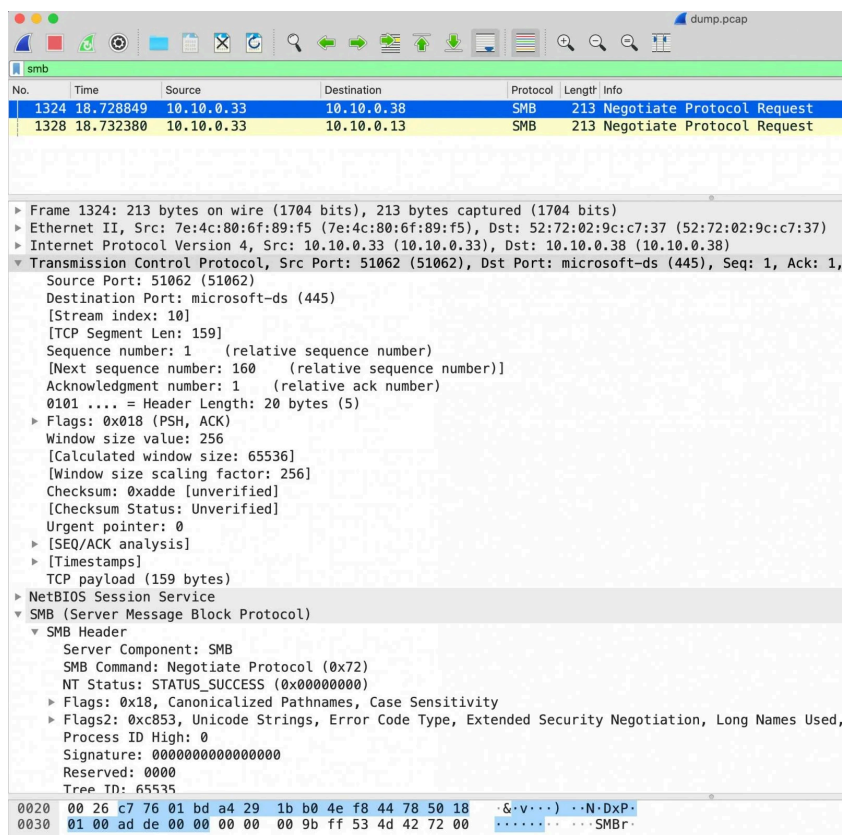 dump.pcap
smb
No. Time Source Destination Protocol Length Info
1324 18.728849 10.10.0.33 10.10.0.38 SMB 213 Negotiate Protocol Request
1328 18.732380 10.10.0.33 10.10.0.13 SMB 213 Negotiate Protocol Request
Frame 1324: 213 bytes on wire (1704 bits), 213 bytes captured (1704 bits)
Ethernet II, Src: 7e:4c:80:6f:89:f5 (7e:4c:80:6f:89:f5), Dst: 52:72:02:9c:c7:37 (52:72:02:9c:c7:37)
Internet Protocol Version 4, Src: 10.10.0.33 (10.10.0.33), Dst: 10.10.0.38 (10.10.0.38)
Transmission Control Protocol, Src Port: 51062 (51062), Dst Port: microsoft-ds (445), Seq: 1, Ack: 1,
Source Port: 51062 (51062)
Destination Port: microsoft-ds (445)
[Stream index: 10]
[TCP Segment Len: 159]
Sequence number: 1 (relative sequence number)
[Next sequence number: 160 (relative sequence number)]
Acknowledgment number: 1 (relative ack number)
0101 .... = Header Length: 20 bytes (5)
Flags: 0x018 (PSH, ACK)
Window size value: 256
[Calculated window size: 65536]
[Window size scaling factor: 256]
Checksum: 0xadde [unverified]
[Checksum Status: Unverified]
Urgent pointer: 0
[SEQ/ACK analysis]
[Timestamps]
TCP payload (159 bytes)
NetBIOS Session Service
SMB (Server Message Block Protocol)
SMB Header
Server Component: SMB
SMB Command: Negotiate Protocol (0x72)
NT Status: STATUS_SUCCESS (0x00000000)
Flags: 0x18, Canonicalized Pathnames, Case Sensitivity
Flags2: 0xc853, Unicode Strings, Error Code Type, Extended Security Negotiation, Long Names Used,
Process ID High: 0
Signature: 0000000000000000
Reserved: 0000
Tree ID: 65535
0020 00 26 c7 76 01 bd a4 29 1b b0 4e f8 44 78 50 18 ·&·v···) ··N·DxP·
0030 01 00 ad de 00 00 00 00 00 9b ff 53 4d 42 72 00 ········ ···SMBr·